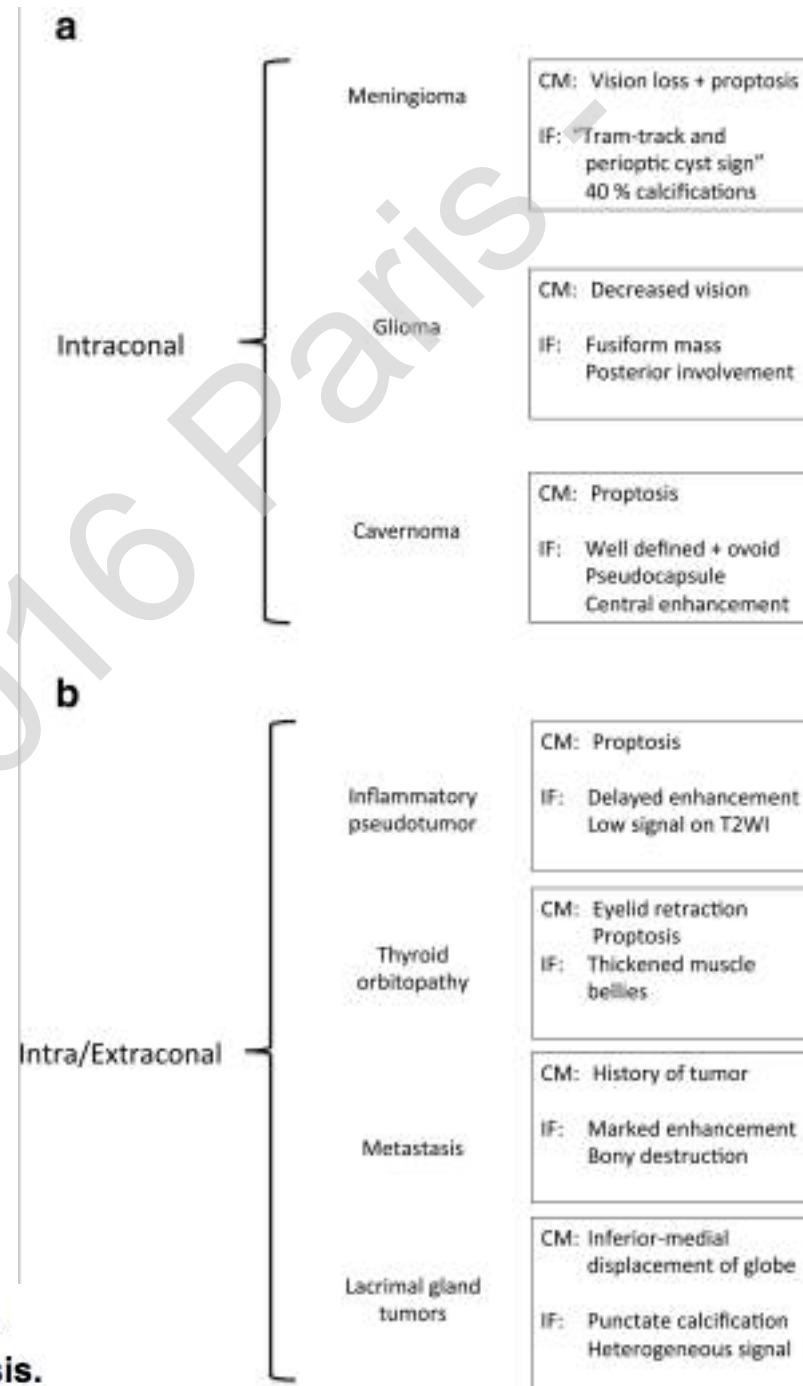 a
Intraconal
Meningioma
CM: Vision loss + proptosis
IF: "Tram-track and
perioptic cyst sign"
40 % calcifications
Glioma
CM: Decreased vision
IF: Fusiform mass
Posterior involvement
Cavernoma
CM: Proptosis
IF: Well defined + ovoid
Pseudocapsule
Central enhancement
b
Intra/Extraconal
Inflammatory
pseudotumor
CM: Proptosis
IF: Delayed enhancement
Low signal on T2WI
Thyroid
orbitopathy
CM: Eyelid retraction
Proptosis
IF: Thickened muscle
bellies
Metastasis
CM: History of tumor
IF: Marked enhancement
Bony destruction
Lacrimal gland
tumors
CM: Inferior-medial
displacement of globe
IF: Punctate calcification
Heterogeneous signal
sis.
016 Paris -